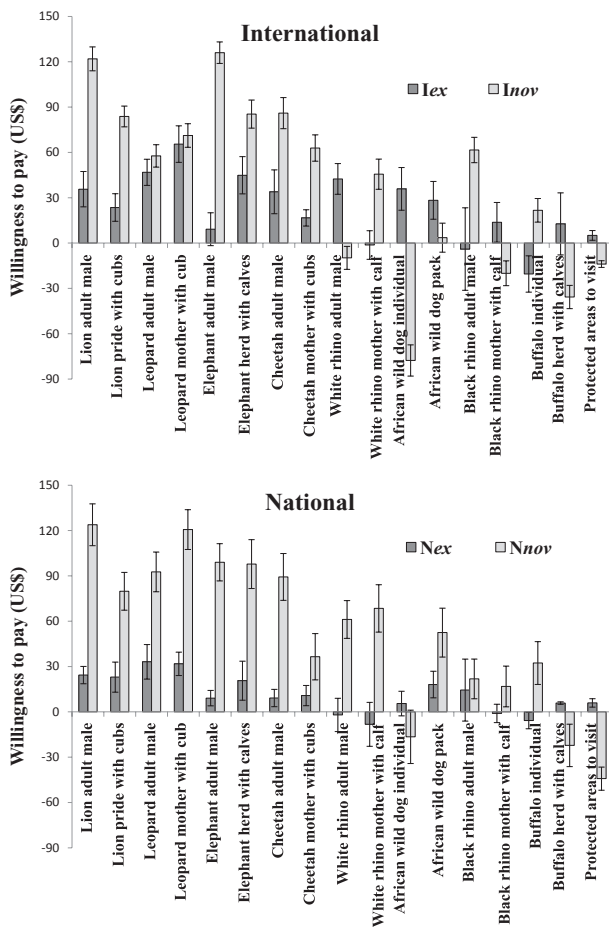 International
Willingness to pay (US$)
150
120
90
60
30
0
-30
-60
-90
Iex
Inov
Lion adult male
Lion pride with cubs
Leopard adult male
Leopard mother with cub
Elephant adult male
Elephant herd with calves
Cheetah adult male
Cheetah mother with cubs
White rhino adult male
White rhino mother with calf
African wild dog individual
African wild dog pack
Black rhino adult male
Black rhino mother with calf
Buffalo individual
Buffalo herd with calves
Protected areas to visit
National
Willingness to pay (US$)
150
120
90
60
30
0
-30
-60
-90
Nex
Nnov
Lion adult male
Lion pride with cubs
Leopard adult male
Leopard mother with cub
Elephant adult male
Elephant herd with calves
Cheetah adult male
Cheetah mother with cubs
White rhino adult male
White rhino mother with calf
African wild dog individual
African wild dog pack
Black rhino adult male
Black rhino mother with calf
Buffalo individual
Buffalo herd with calves
Protected areas to visit